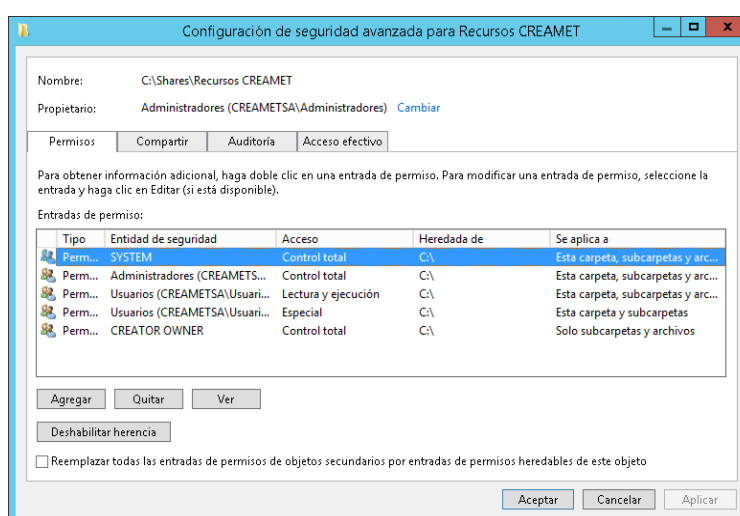 Configuración de seguridad avanzada para Recursos CREAMET
Nombre: C:\Shares\Recursos CREAMET
Propietario: Administradores (CREAMETSA\Administradores) Cambiar
Permisos Compartir Auditoría Acceso efectivo
Para obtener información adicional, haga doble clic en una entrada de permiso. Para modificar una entrada de permiso, seleccione la
entrada y haga clic en Editar (si está disponible).
Entradas de permiso:
Tipo Entidad de seguridad Acceso Heredada de Se aplica a
Perm... SYSTEM Control total C:\ Esta carpeta, subcarpetas y arc...
Perm... Administradores (CREAMETS... Control total C:\ Esta carpeta, subcarpetas y arc...
Perm... Usuarios (CREAMETSA\Usuari... Lectura y ejecución C:\ Esta carpeta, subcarpetas y arc...
Perm... Usuarios (CREAMETSA\Usuari... Especial C:\ Esta carpeta y subcarpetas
Perm... CREATOR OWNER Control total C:\ Solo subcarpetas y archivos
Agregar Quitar Ver
Deshabilitar herencia
Reemplazar todas las entradas de permisos de objetos secundarios por entradas de permisos heredables de este objeto
Aceptar Cancelar Aplicar